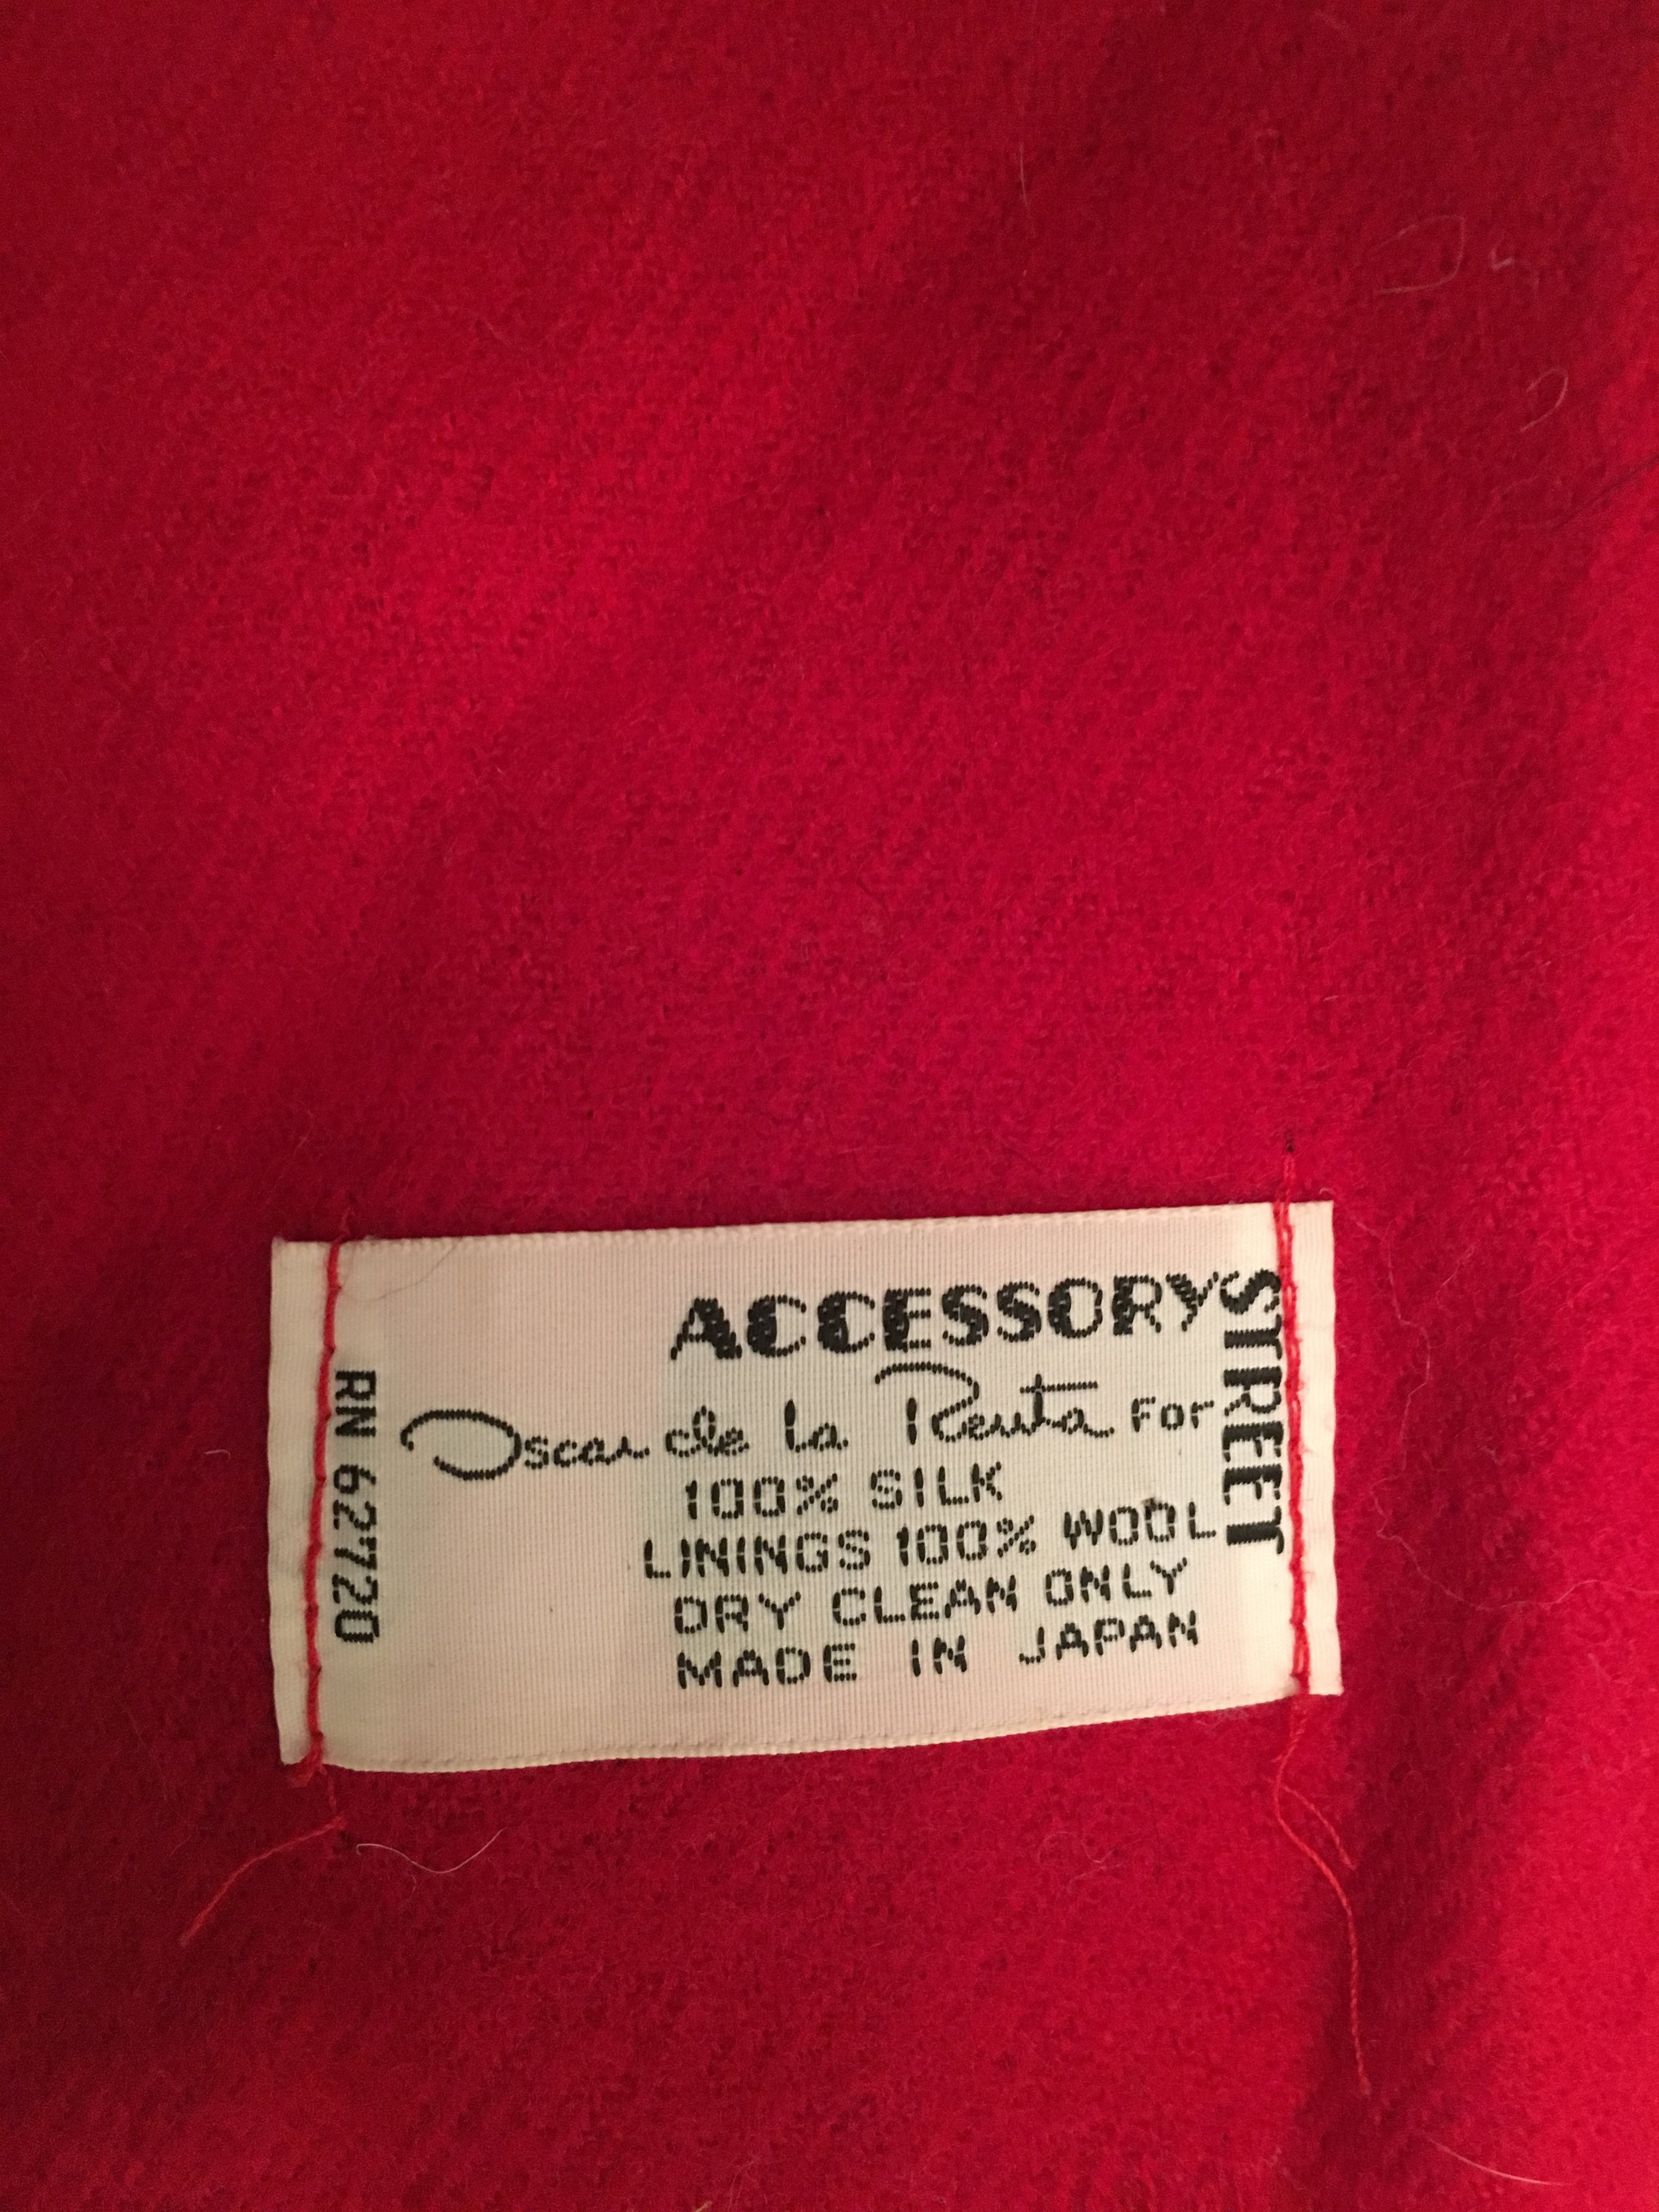 ACCESSORY
STREET
Oscar de la Renta FOR
100% SILK
LININGS 100% WOOL
DRY CLEAN ONLY
MADE IN JAPAN
RN 62720